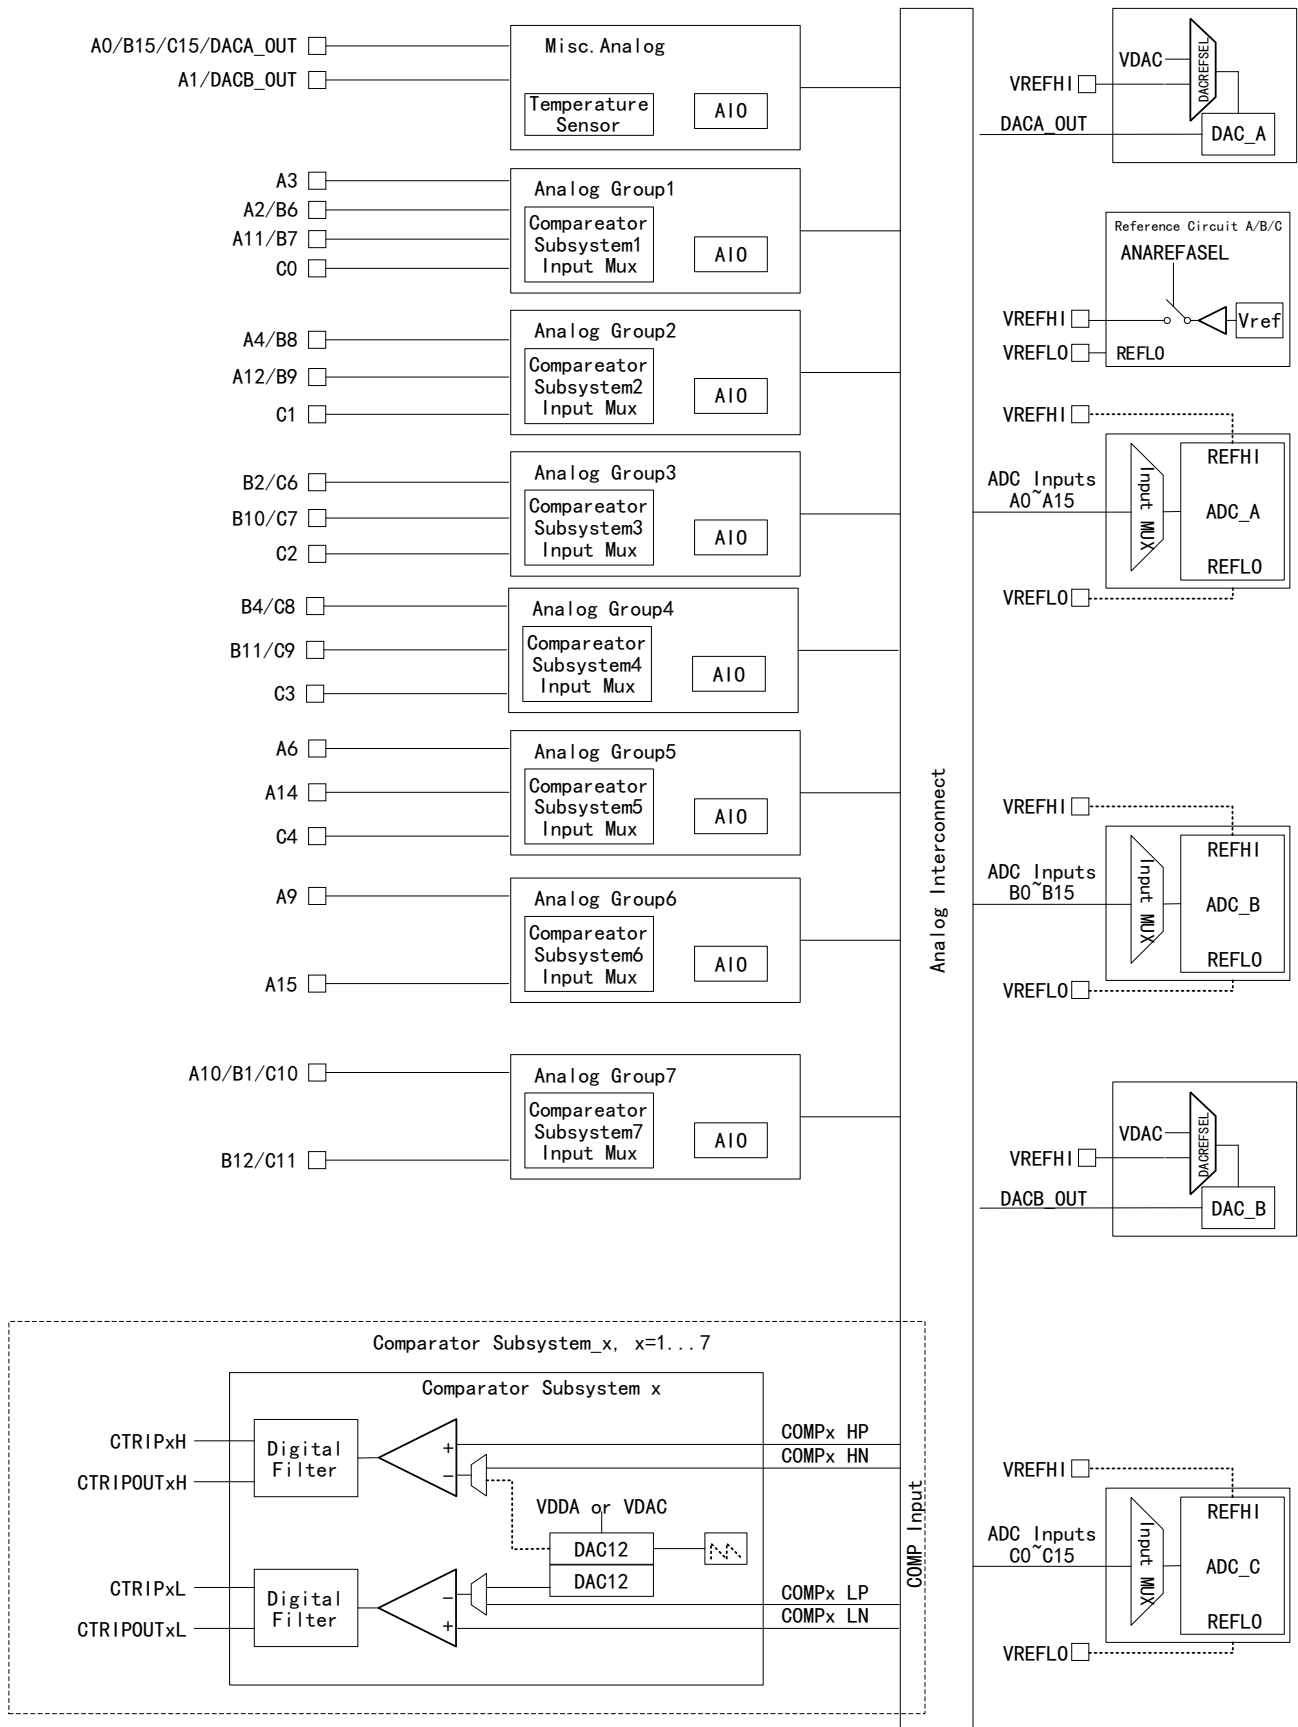 A0/B15/C15/DACA_OUT
A1/DACB_OUT
Misc.Analog
Temperature
Sensor
AIO
A3
A2/B6
A11/B7
C0
Analog Group1
Compareator
Subsystem1
Input Mux
AIO
A4/B8
A12/B9
C1
Analog Group2
Compareator
Subsystem2
Input Mux
AIO
B2/C6
B10/C7
C2
Analog Group3
Compareator
Subsystem3
Input Mux
AIO
B4/C8
B11/C9
C3
Analog Group4
Compareator
Subsystem4
Input Mux
AIO
A6
A14
C4
Analog Group5
Compareator
Subsystem5
Input Mux
AIO
A9
A15
Analog Group6
Compareator
Subsystem6
Input Mux
AIO
A10/B1/C10
B12/C11
Analog Group7
Compareator
Subsystem7
Input Mux
AIO
Analog Interconnect
COMP Input
VDAC
VREFHI
DACREFSEL
DACA_OUT
DAC_A
Reference Circuit A/B/C
ANAREFASEL
VREFHI
Vref
VREFLO
REFLO
VREFHI
REFHI
ADC Inputs
A0~A15
Input MUX
ADC_A
REFLO
VREFLO
VREFHI
REFHI
ADC Inputs
B0~B15
Input MUX
ADC_B
REFLO
VREFLO
VDAC
VREFHI
DACREFSEL
DACB_OUT
DAC_B
VREFHI
REFHI
ADC Inputs
C0~C15
Input MUX
ADC_C
REFLO
VREFLO
Comparator Subsystem_x, x=1...7
Comparator Subsystem x
CTRIPxH
CTRIPOUTxH
Digital
Filter
+
−
COMPx HP
COMPx HN
VDDA or VDAC
DAC12
DAC12
CTRIPxL
CTRIPOUTxL
Digital
Filter
−
+
COMPx LP
COMPx LN